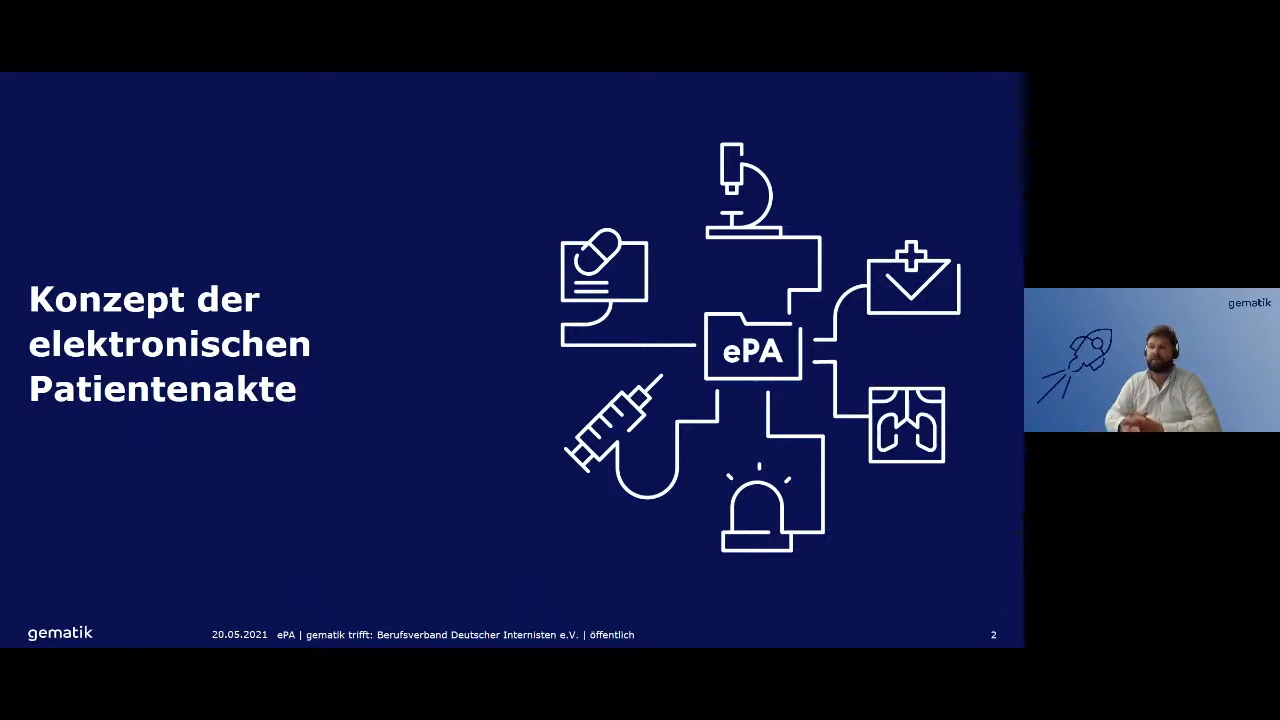 Konzept der
elektronischen
Patientenakte
ePA
gematik
gematik
20.05.2021 ePA | gematik trifft: Berufsverband Deutscher Internisten e.V. | öffentlich
2